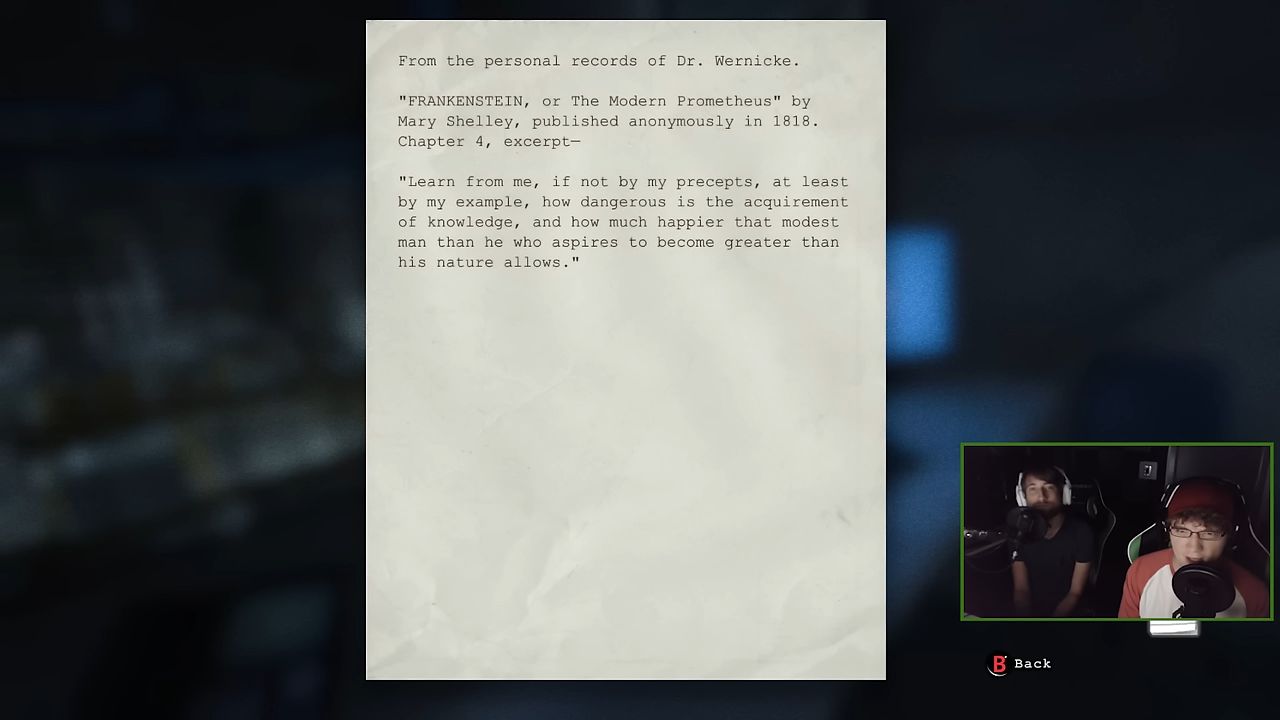 From the personal records of Dr. Wernicke.
"FRANKENSTEIN, or The Modern Prometheus" by
Mary Shelley, published anonymously in 1818.
Chapter 4, excerpt—
"Learn from me, if not by my precepts, at least
by my example, how dangerous is the acquirement
of knowledge, and how much happier that modest
man than he who aspires to become greater than
his nature allows."
B Back